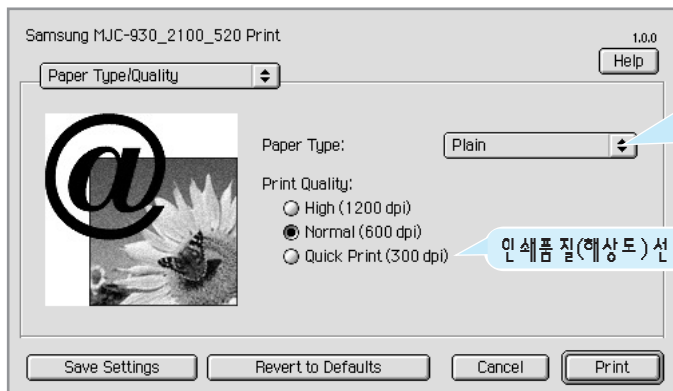 Samsung MJC-930_2100_520 Print
1.0.0
Help
Paper Type/Quality
@
Paper Type:
Plain
Print Quality:
High (1200 dpi)
Normal (600 dpi)
Quick Print (300 dpi)
인쇄품 질(해상도) 선
Save Settings
Revert to Defaults
Cancel
Print